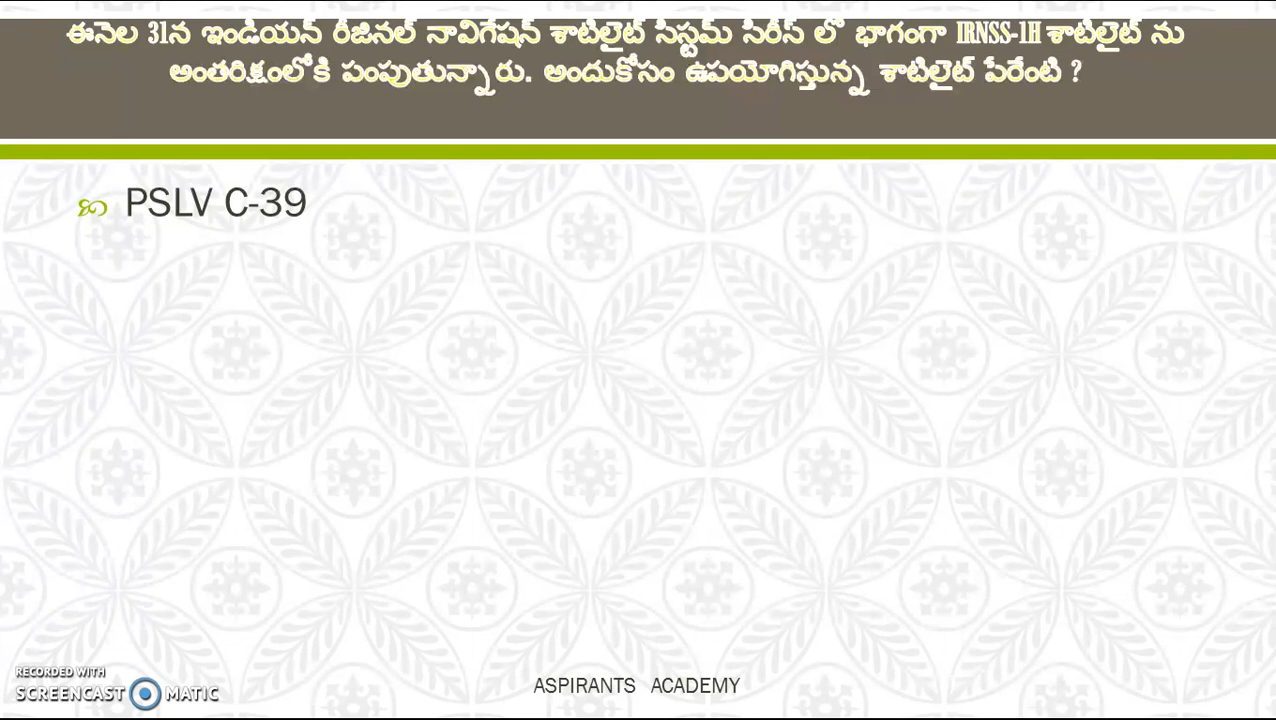 ఈనెల 31న ఇండియన్ రీజినల్ నావిగేషన్ శాటిలైట్ సిస్టమ్ సిరీస్ లో భాగంగా IRNSS-1H శాటిలైట్ ను
అంతరిక్షంలోకి పంపుతున్నారు. అందుకోసం ఉపయోగిస్తున్న శాటిలైట్ పేరేంటి ?
PSLV C-39
RECORDED WITH
SCREENCAST MATIC
ASPIRANTS ACADEMY